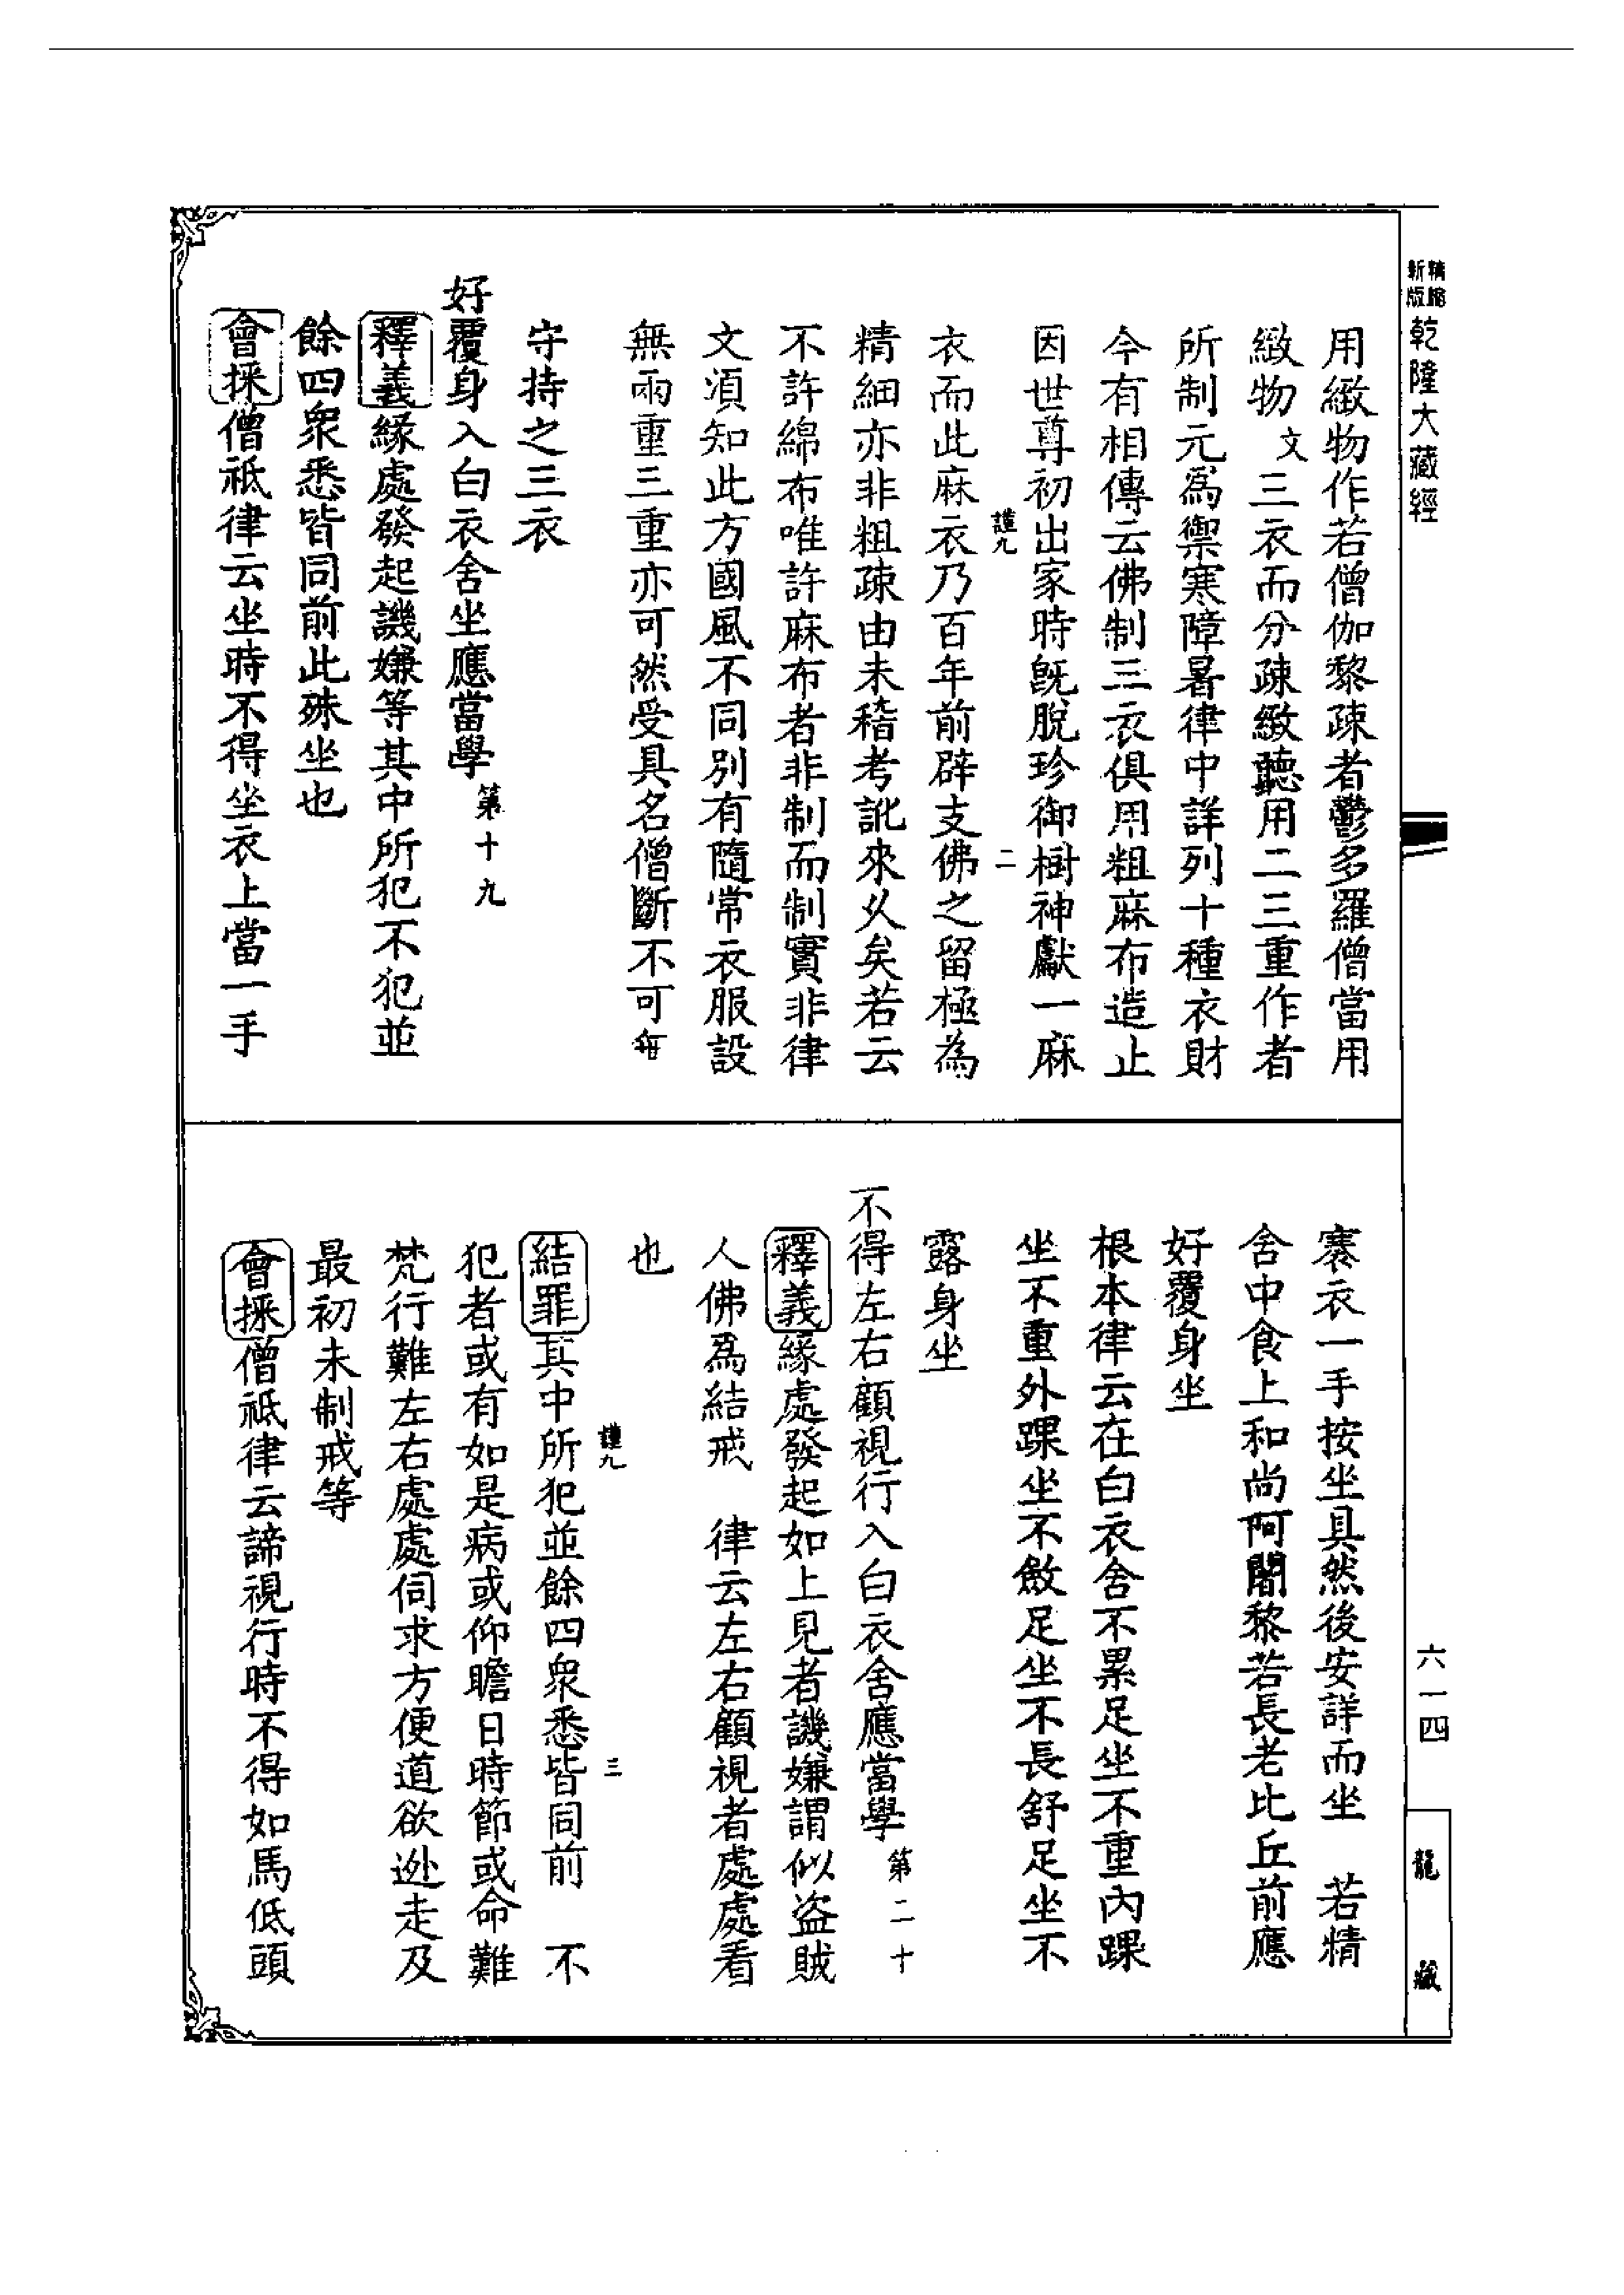 精縮新版乾隆大藏經
用緻物作若僧伽黎疎者鬱多羅僧當用
緻物文三衣而分疎緻聽用二三重作者
所制元為禦寒障暑律中詳列十種衣財
今有相傳云佛制三衣俱用粗麻布造止
因世尊初出家時旣脫珍御樹神獻一麻
謹九 二
衣而此麻衣乃百年前辟支佛之留極為
精細亦非粗疎由未稽考訛來乆矣若云
不許綿布唯許麻布者非制而制實非律
文湏知此方國風不同別有隨常衣服設
無兩重三重亦可然受具名僧斷不可無
守持之三衣
好覆身入白衣舍坐應當學第十九
釋義緣處發起譏嫌等其中所犯不犯並
餘四眾悉皆同前此殊坐也
會採僧祇律云坐時不得坐衣上當一手
褰衣一手按坐具然後安詳而坐 若精
舍中食上和尚阿闍黎若長老比丘前應
好覆身坐
根本律云在白衣舍不累足坐不重內踝
坐不重外踝坐不斂足坐不長舒足坐不
露身坐
不得左右顧視行入白衣舍應當學第二十
釋義緣處發起如上見者譏嫌謂似盜賊
人佛為結戒 律云左右顧視者處處看
也
謹九 三
結罪其中所犯並餘四眾悉皆同前 不
犯者或有如是病或仰瞻日時節或命難
梵行難左右處處伺求方便道欲迯走及
最初未制戒等
會採僧祇律云諦視行時不得如馬低頭
六一四
龍藏